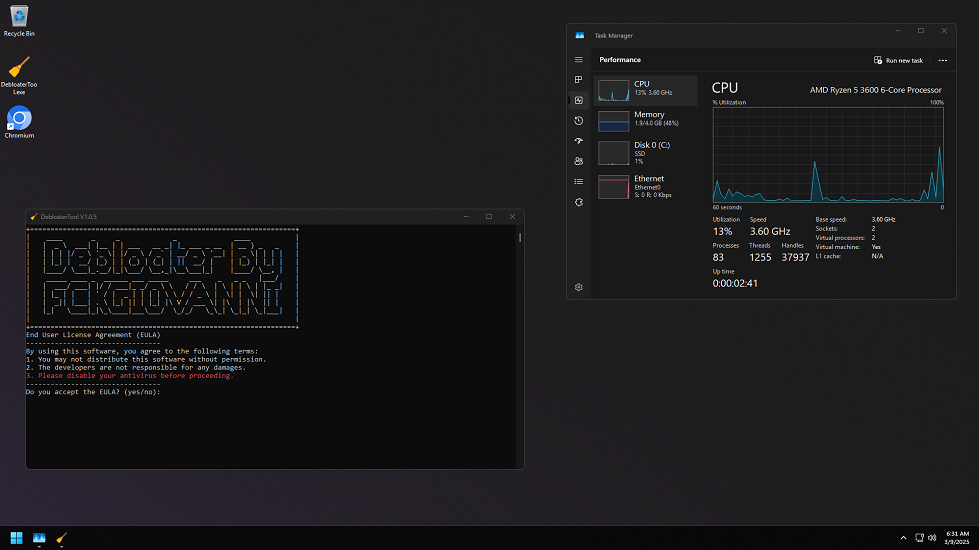 Recycle Bin
DebloaterToo
l.exe
Chromium
DebloaterTool V1.0.5
Debloater By
End User License Agreement (EULA)
--------------------------------
By using this software, you agree to the following terms:
1. You may not distribute this software without permission.
2. The developers are not responsible for any damages.
3. Please disable your antivirus before proceeding.
--------------------------------
Do you accept the EULA? (yes/no):
Task Manager
Performance
Run new task
CPU
13% 3.60 GHz
Memory
1.9/4.0 GB (48%)
Disk 0 (C:)
SSD
1%
Ethernet
Ethernet0
S: 0 R: 0 Kbps
CPU
AMD Ryzen 5 3600 6-Core Processor
% Utilization 100%
60 seconds 0
Utilization Speed
13% 3.60 GHz
Processes Threads Handles
83 1255 37937
Up time
0:00:02:41
Base speed: 3.60 GHz
Sockets: 2
Virtual processors: 2
Virtual machine: Yes
L1 cache: N/A
6:31 AM
3/9/2025